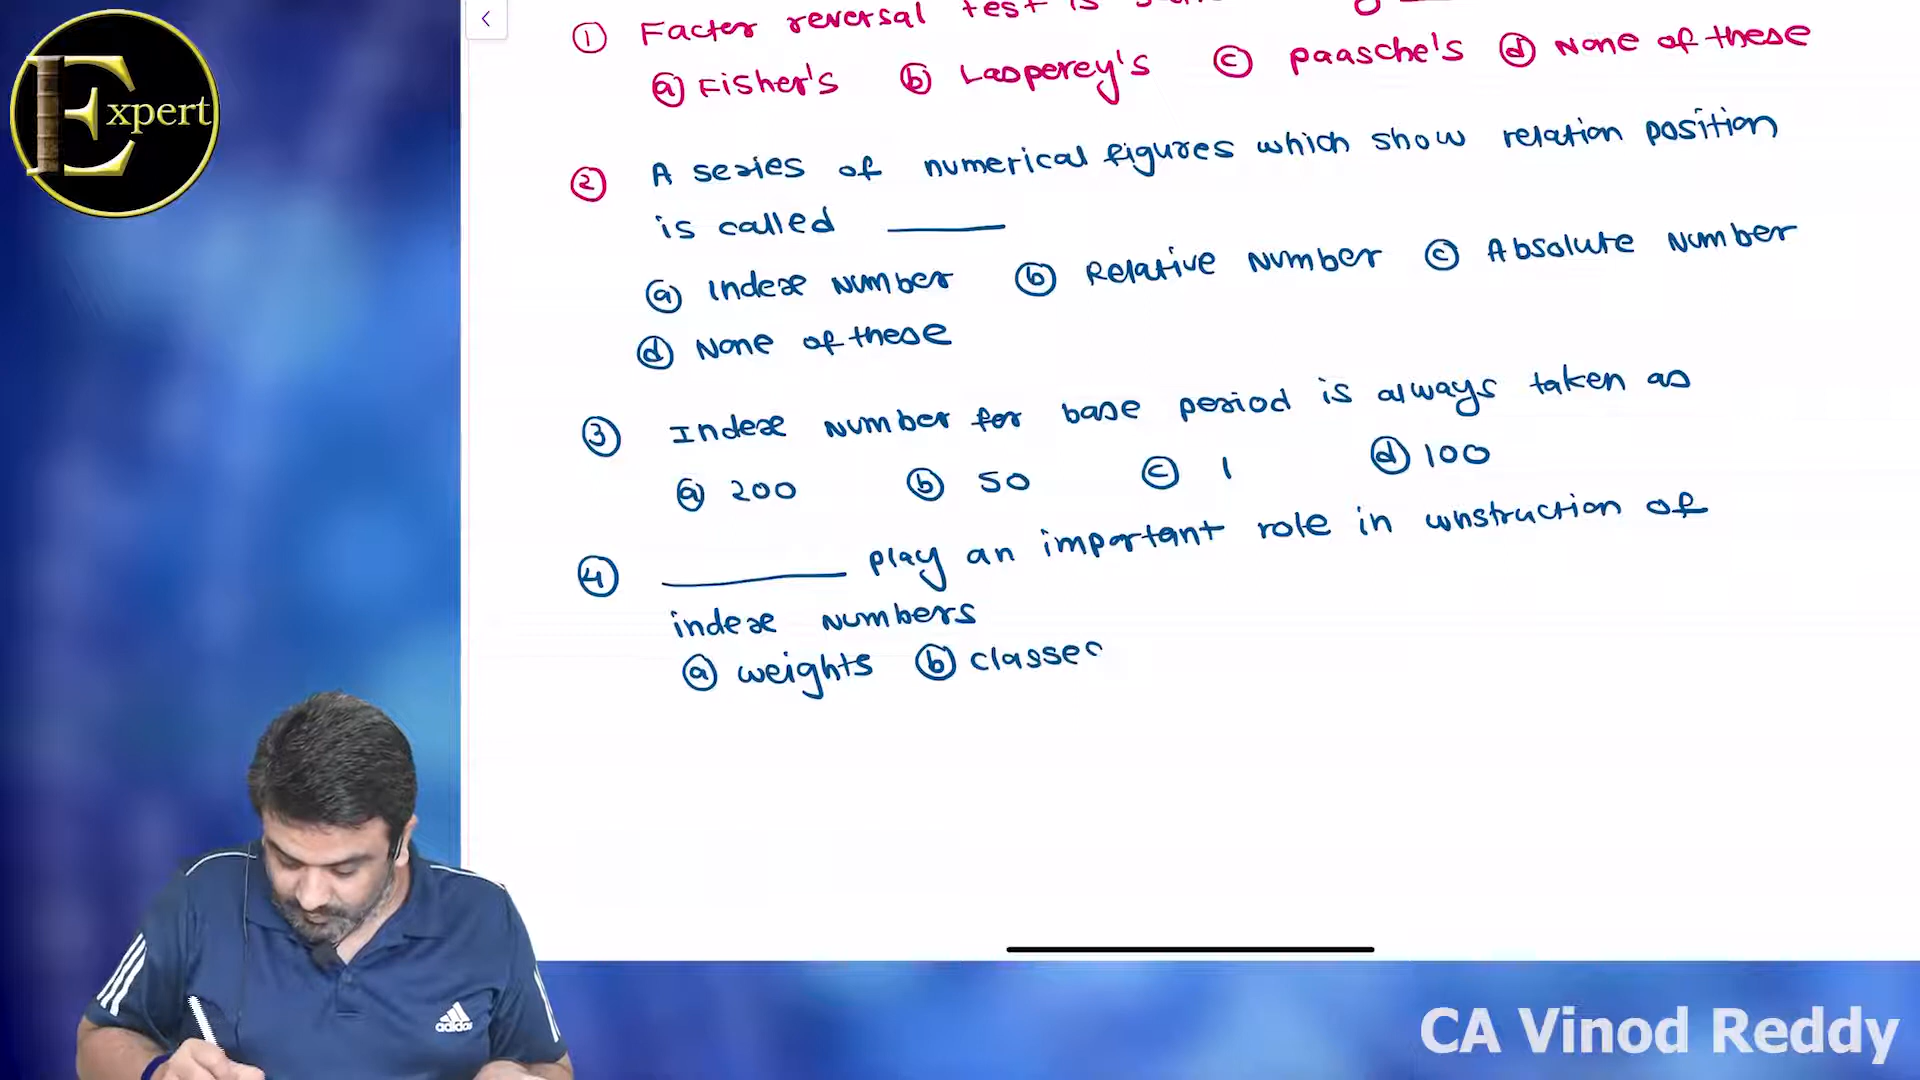 Expert
① Factor reversal test is
ⓐ Fisher's ⓑ Lasperey's ⓒ paasche's ⓓ None of these
② A series of numerical figures which show relation position
is called ______
ⓐ Index Number ⓑ Relative Number ⓒ Absolute Number
ⓓ None of these
③ Index Number for base period is always taken as
ⓐ 200 ⓑ 50 ⓒ 1 ⓓ 100
④ ______ play an important role in construction of
index numbers
ⓐ weights ⓑ classes
adidas
CA Vinod Reddy